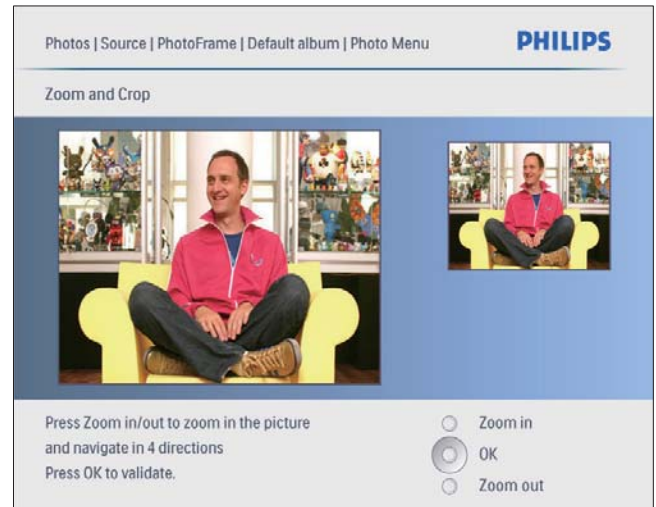 Photos | Source | PhotoFrame | Default album | Photo Menu
PHILIPS
Zoom and Crop
Press Zoom in/out to zoom in the picture
and navigate in 4 directions
Press OK to validate.
Zoom in
OK
Zoom out